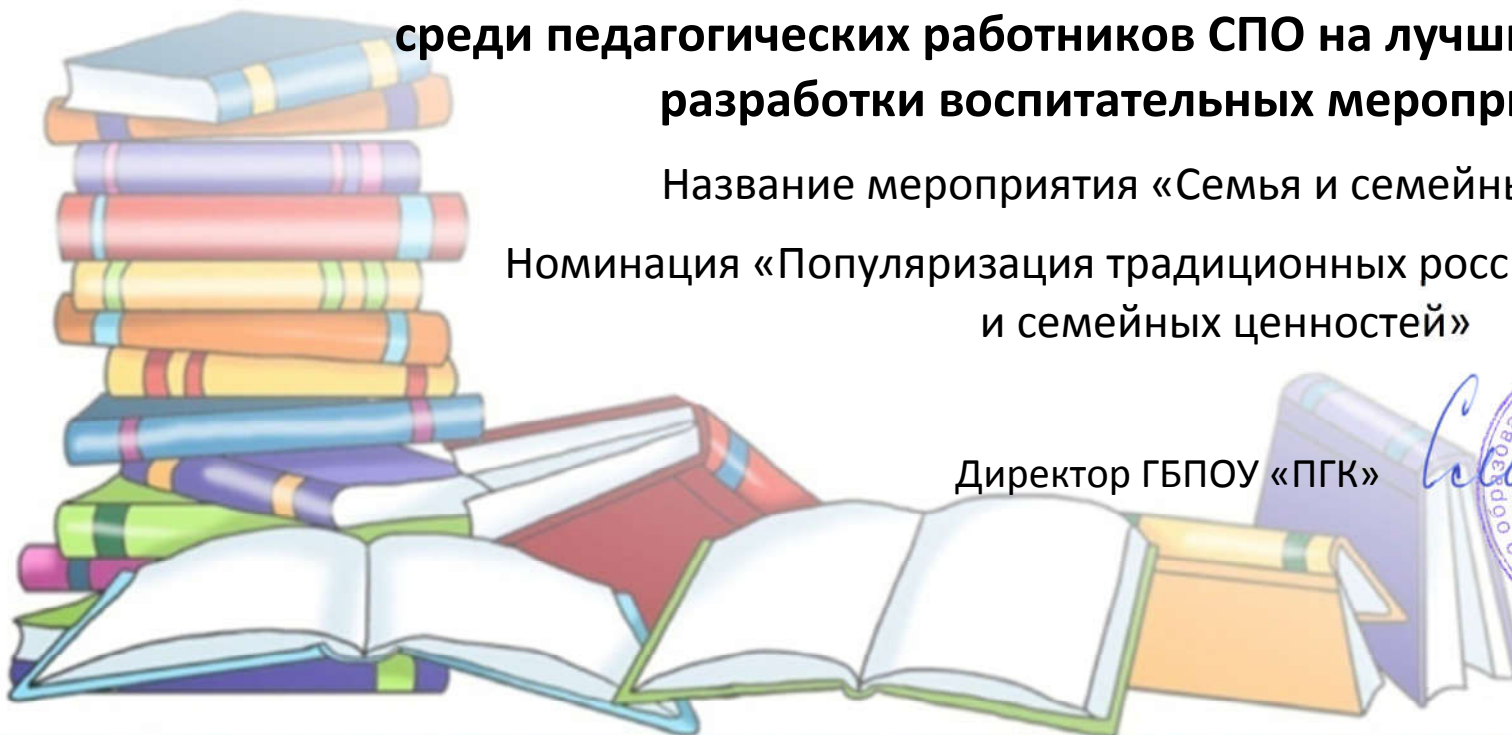 среди педагогических работников СПО на лучш
разработки воспитательных меропр
Название мероприятия «Семья и семейн
Номинация «Популяризация традиционных росс
и семейных ценностей»
Директор ГБПОУ «ПГК»